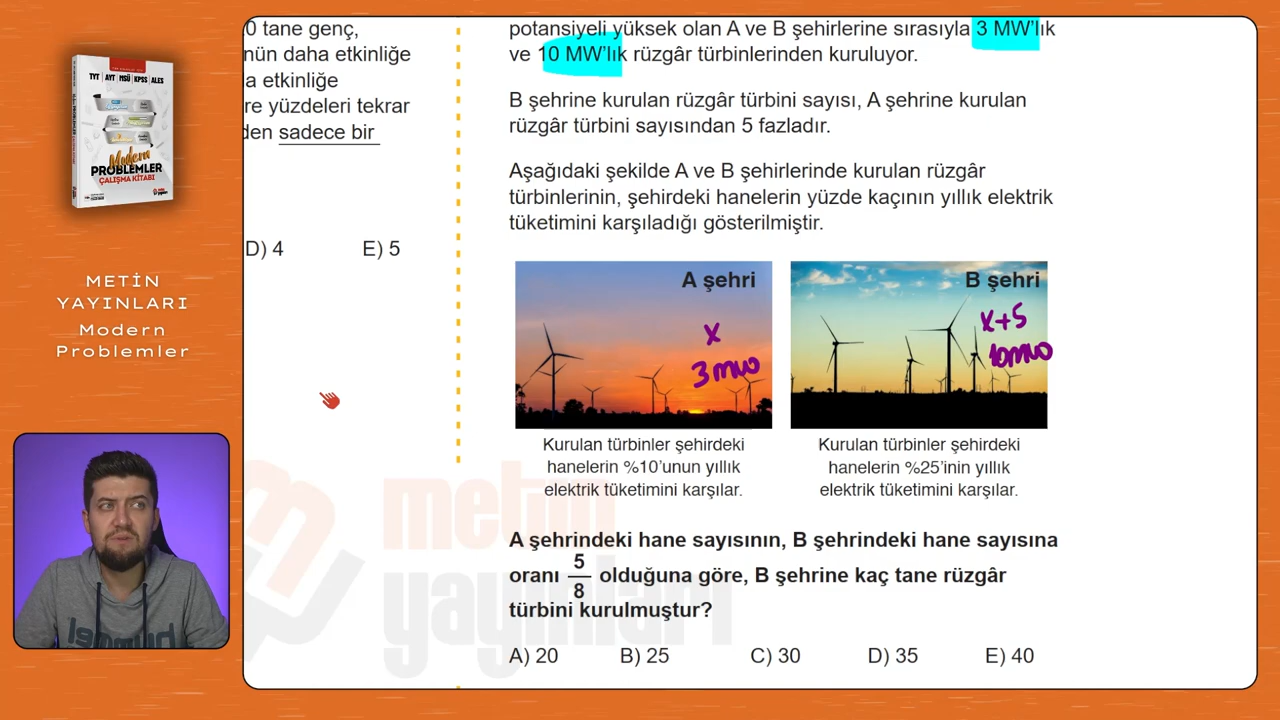 TYT AYT MSÜ KPSS ALES
Modern
PROBLEMLER
ÇALIŞMA KİTABI
METİN
YAYINLARI
Modern
Problemler
0 tane genç,
nün daha etkinliğe
a etkinliğe
re yüzdeleri tekrar
den sadece bir
D) 4 E) 5
potansiyeli yüksek olan A ve B şehirlerine sırasıyla 3 MW'lık
ve 10 MW'lık rüzgâr türbinlerinden kuruluyor.
B şehrine kurulan rüzgâr türbini sayısı, A şehrine kurulan
rüzgâr türbini sayısından 5 fazladır.
Aşağıdaki şekilde A ve B şehirlerinde kurulan rüzgâr
türbinlerinin, şehirdeki hanelerin yüzde kaçının yıllık elektrik
tüketimini karşıladığı gösterilmiştir.
A şehri
x
3 mw
B şehri
x+5
10mw
Kurulan türbinler şehirdeki
hanelerin %10'unun yıllık
elektrik tüketimini karşılar.
Kurulan türbinler şehirdeki
hanelerin %25'inin yıllık
elektrik tüketimini karşılar.
A şehrindeki hane sayısının, B şehrindeki hane sayısına
oranı 5/8 olduğuna göre, B şehrine kaç tane rüzgâr
türbini kurulmuştur?
A) 20 B) 25 C) 30 D) 35 E) 40
metin
yayınları